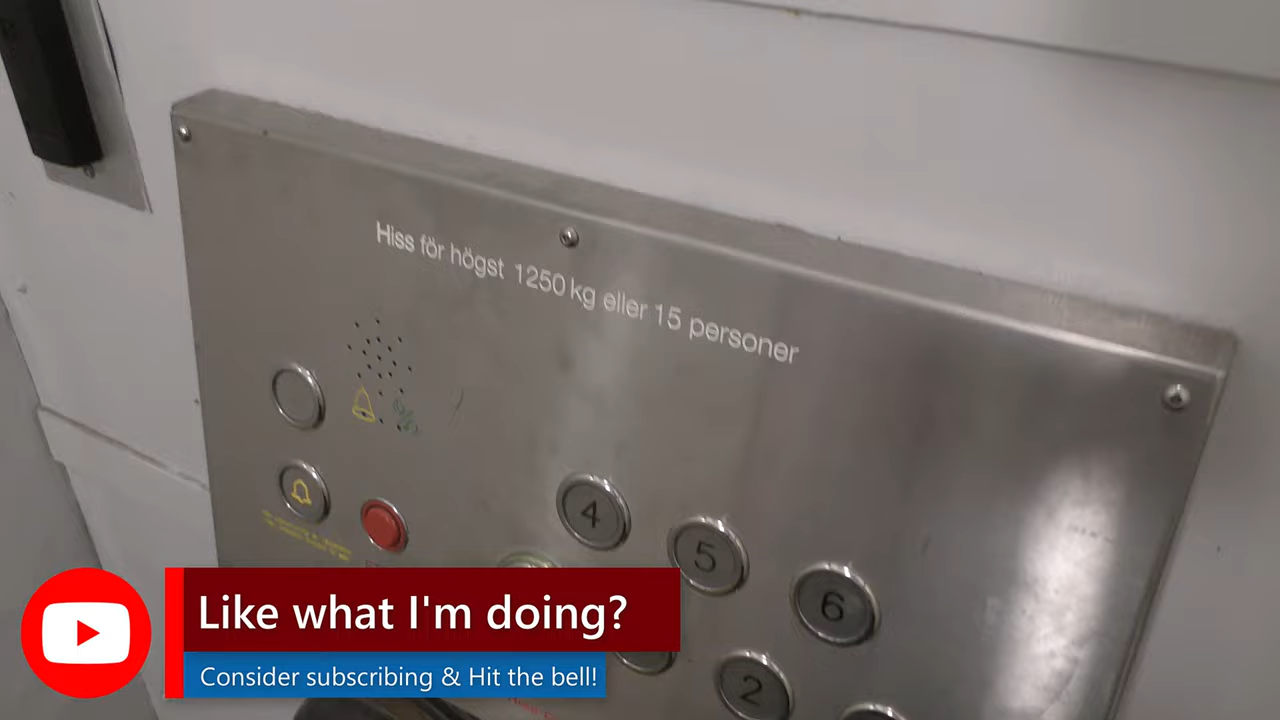 Hiss för högst 1250 kg eller 15 personer
4
5
6
2
Like what I'm doing?
Consider subscribing & Hit the bell!